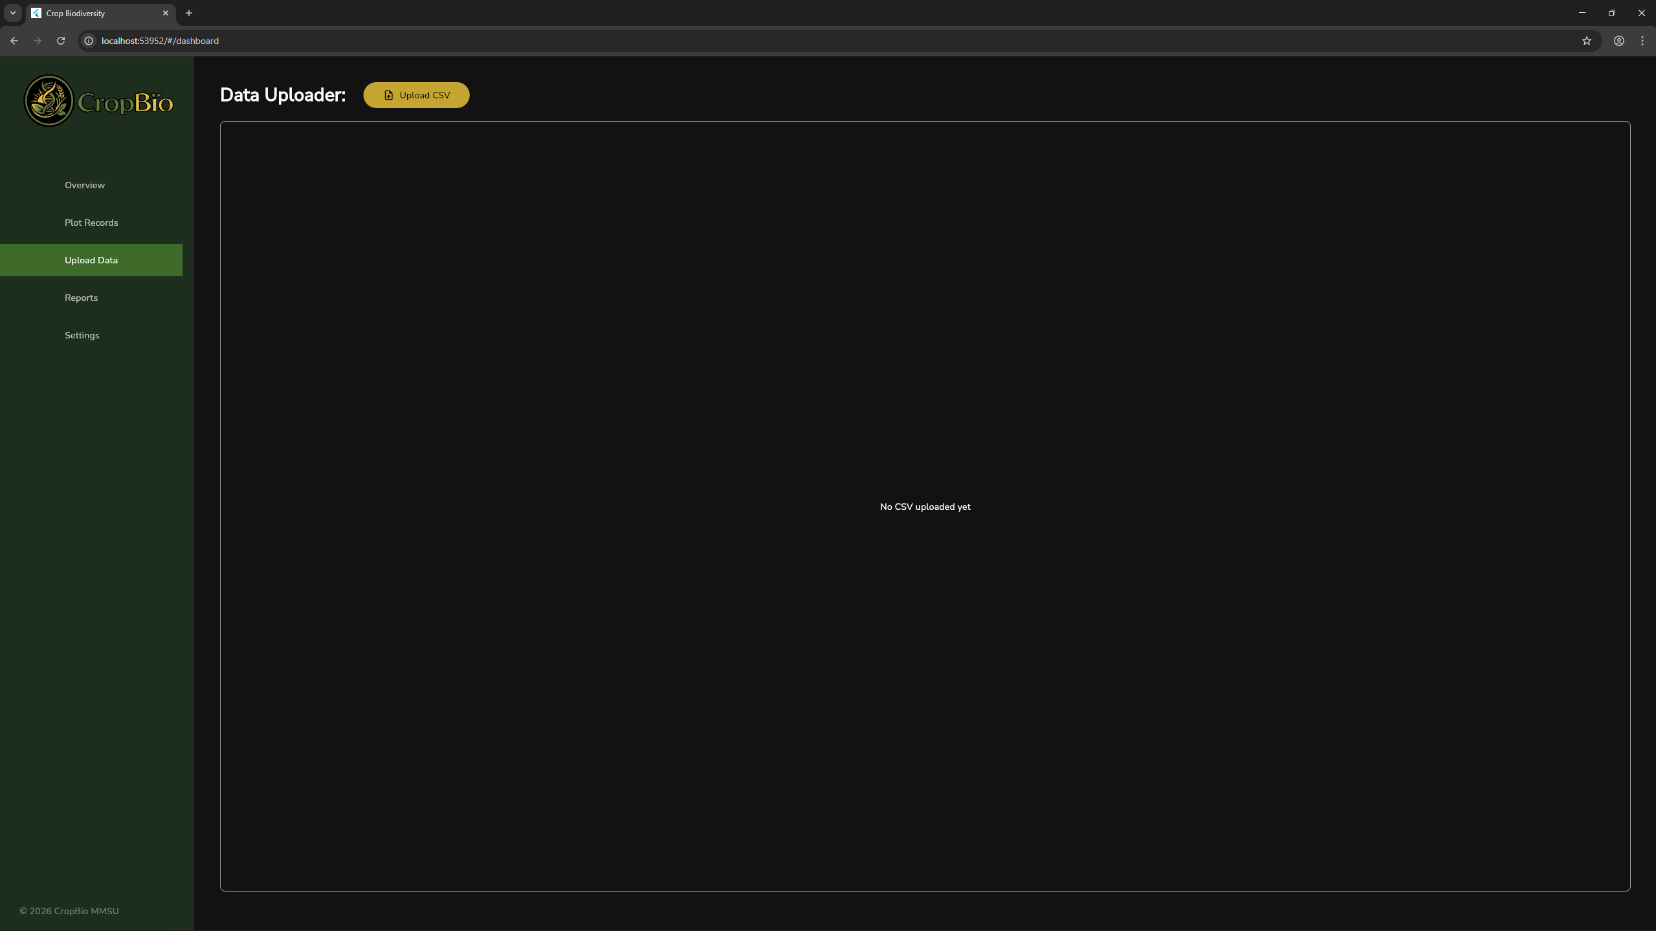 Crop Biodiversity
localhost:53952/#/dashboard
CropBio
Data Uploader:
Upload CSV
Overview
Plot Records
Upload Data
Reports
Settings
No CSV uploaded yet
© 2026 CropBio MMSU